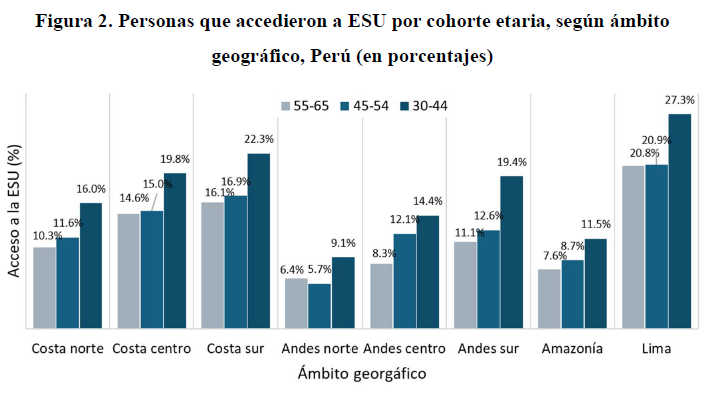 Figura 2. Personas que accedieron a ESU por cohorte etaria, según ámbito
geográfico, Perú (en porcentajes)
55-65 45-54 30-44
Acceso a la ESU (%)
10.3% 11.6% 16.0%
14.6% 15.0% 19.8%
16.1% 16.9% 22.3%
6.4% 5.7% 9.1%
8.3% 12.1% 14.4%
11.1% 12.6% 19.4%
7.6% 8.7% 11.5%
20.8% 20.9% 27.3%
Costa norte Costa centro Costa sur Andes norte Andes centro Andes sur Amazonía Lima
Ámbito georgáfico